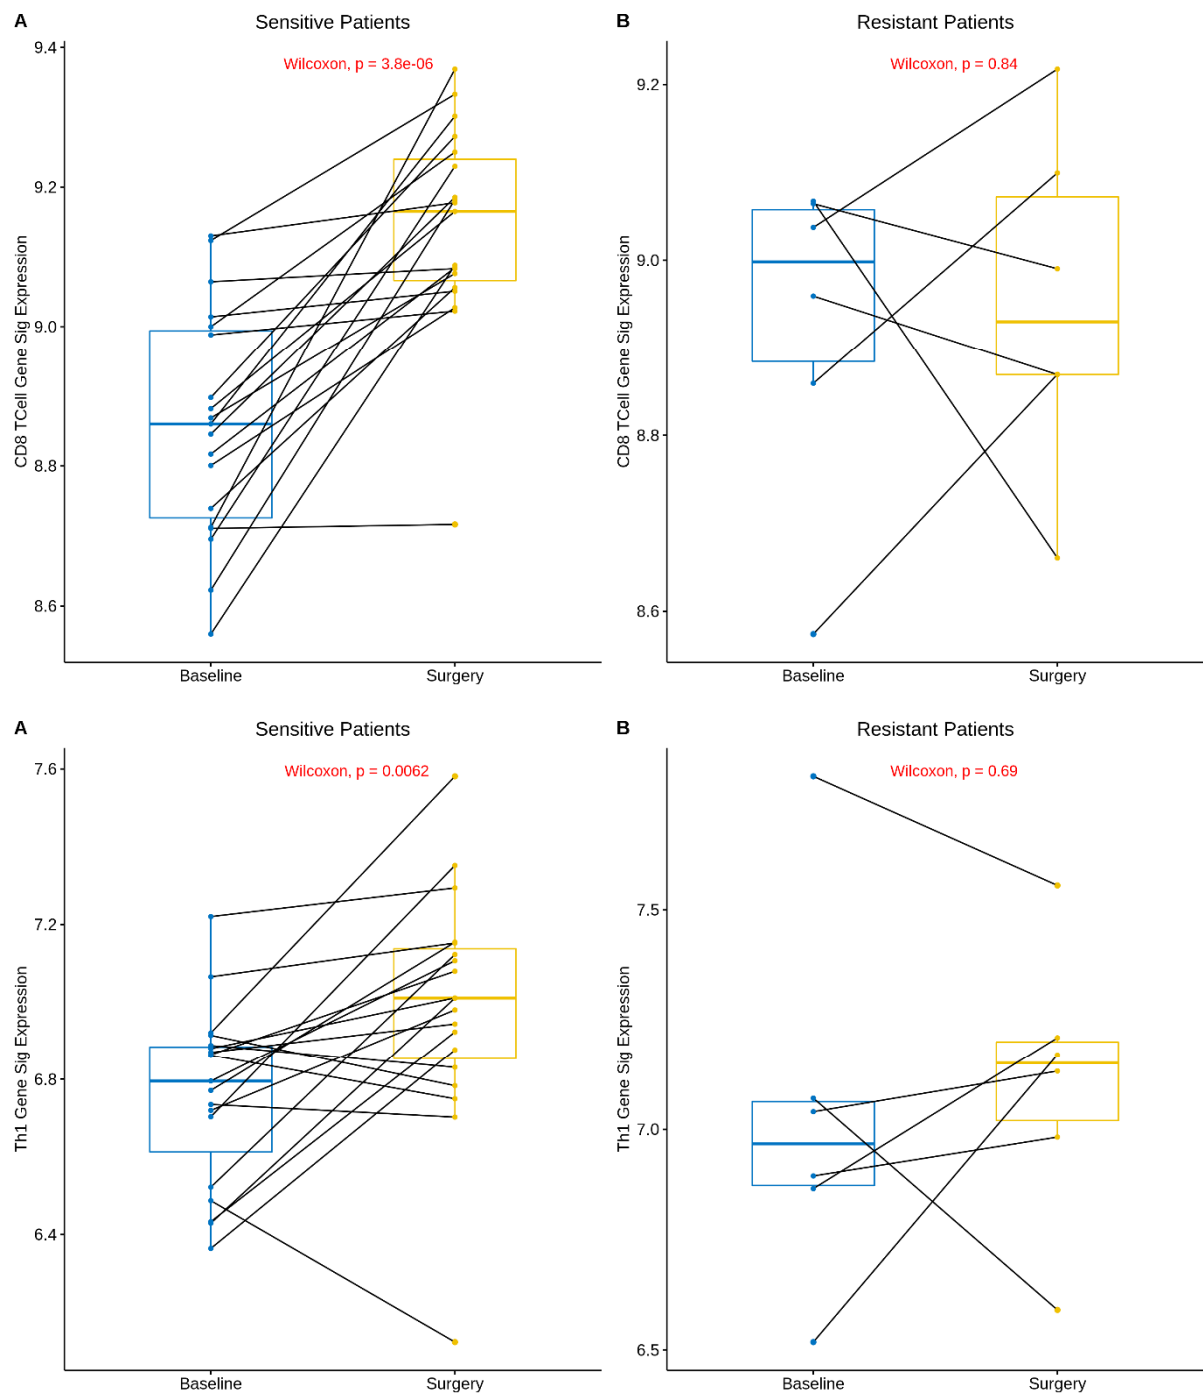 A
Sensitive Patients
Wilcoxon, p = 3.8e-06
CD8 TCell Gene Sig Expression
9.4
9.2
9.0
8.8
8.6
Baseline
Surgery
B
Resistant Patients
Wilcoxon, p = 0.84
CD8 TCell Gene Sig Expression
9.2
9.0
8.8
8.6
Baseline
Surgery
A
Sensitive Patients
Wilcoxon, p = 0.0062
Th1 Gene Sig Expression
7.6
7.2
6.8
6.4
Baseline
Surgery
B
Resistant Patients
Wilcoxon, p = 0.69
Th1 Gene Sig Expression
7.5
7.0
6.5
Baseline
Surgery